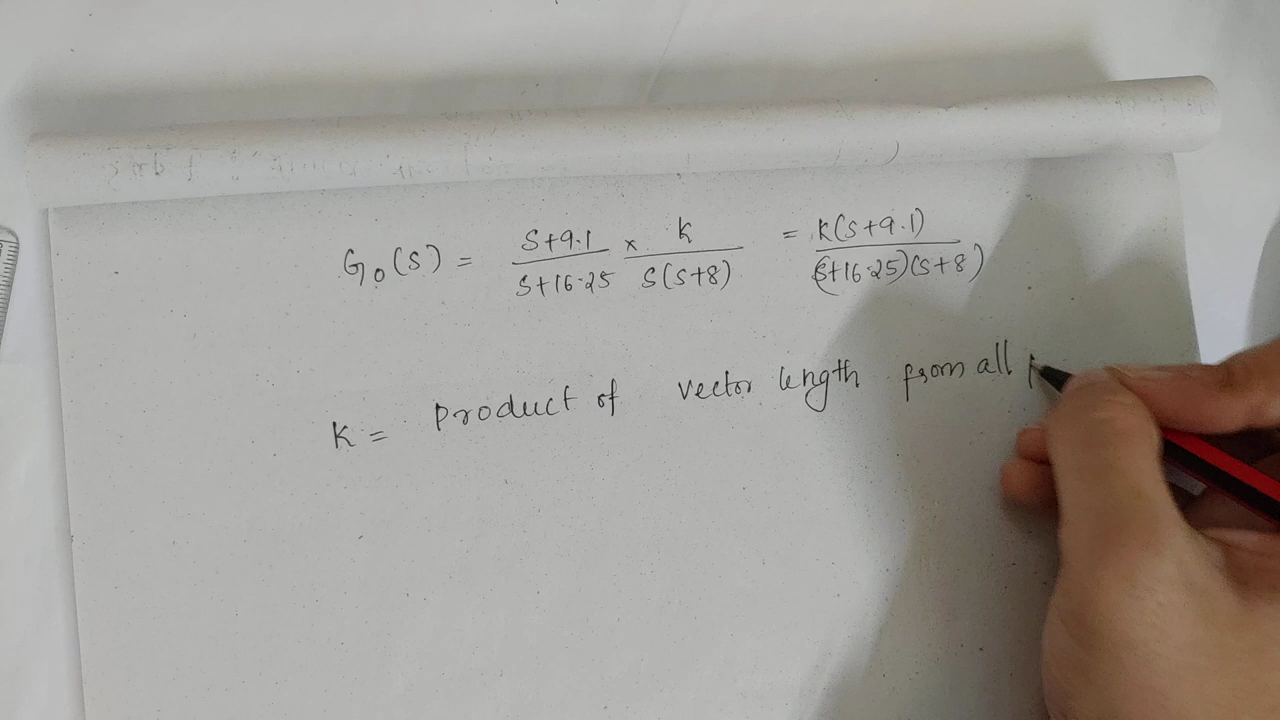 G₀(s) = S+9.1 / S+16.25 × K / S(S+8) = K(S+9.1) / (S+16.25)(S+8)
K = Product of vector length from all